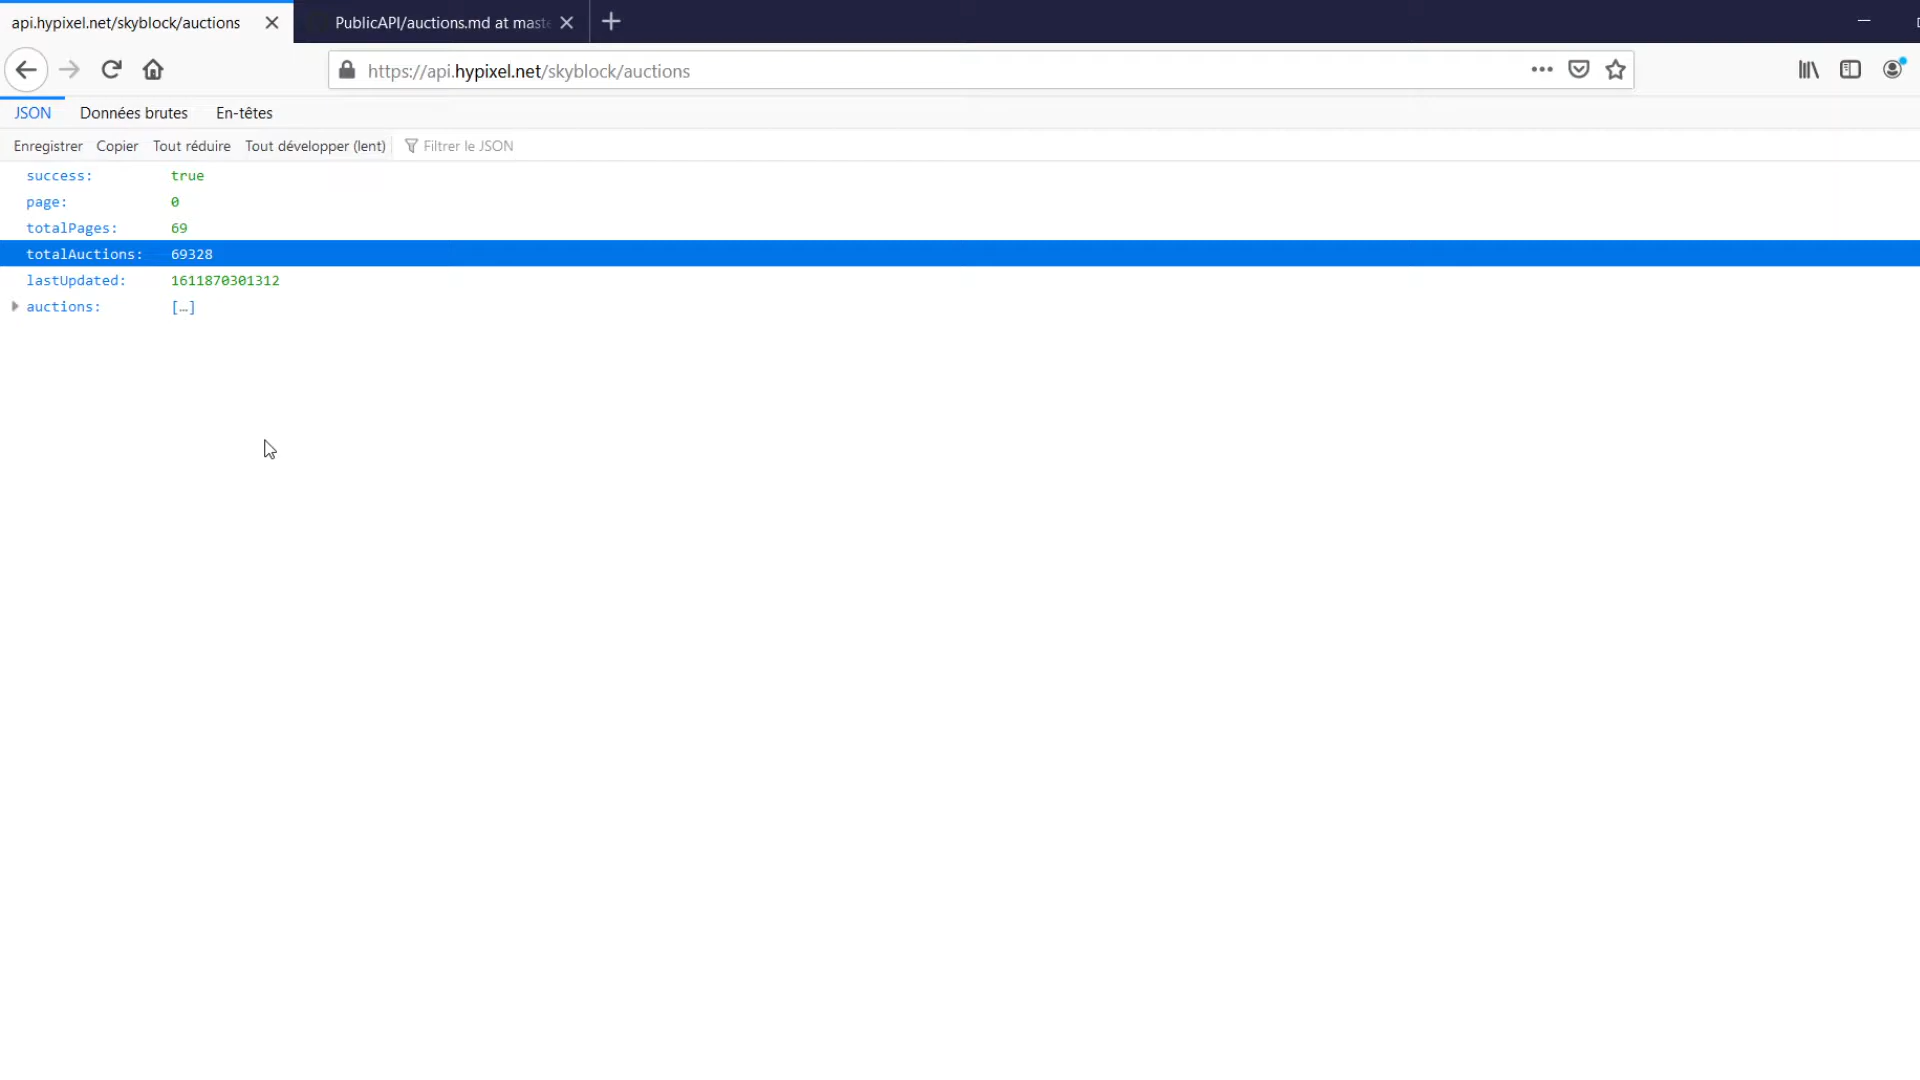 api.hypixel.net/skyblock/auctions
PublicAPI/auctions.md at maste
https://api.hypixel.net/skyblock/auctions
JSON Données brutes En-têtes
Enregistrer Copier Tout réduire Tout développer (lent) Filtrer le JSON
success: true
page: 0
totalPages: 69
totalAuctions: 69328
lastUpdated: 1611870301312
auctions: […]